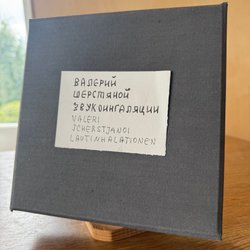 ВАЛЕРИЙ
ШЕРСТЯНОЙ
ЗВУКОИНГАЛЯЦИИ
VALERI
SCHERSTJANOI
LAUTINHALATIONEN